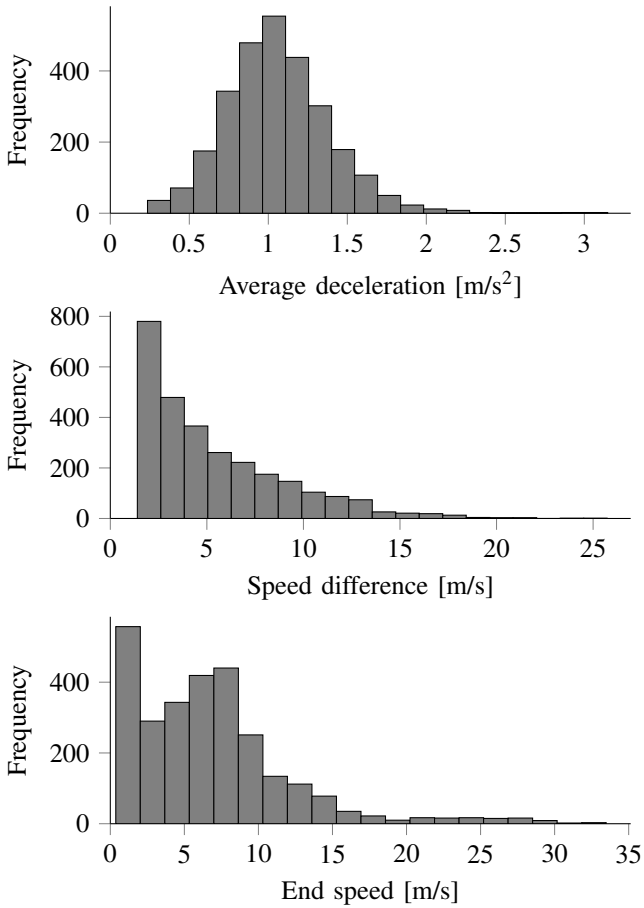 Frequency
400
200
0
0 0.5 1 1.5 2 2.5 3
Average deceleration [m/s²]
Frequency
800
600
400
200
0
0 5 10 15 20 25
Speed difference [m/s]
Frequency
400
200
0
0 5 10 15 20 25 30 35
End speed [m/s]